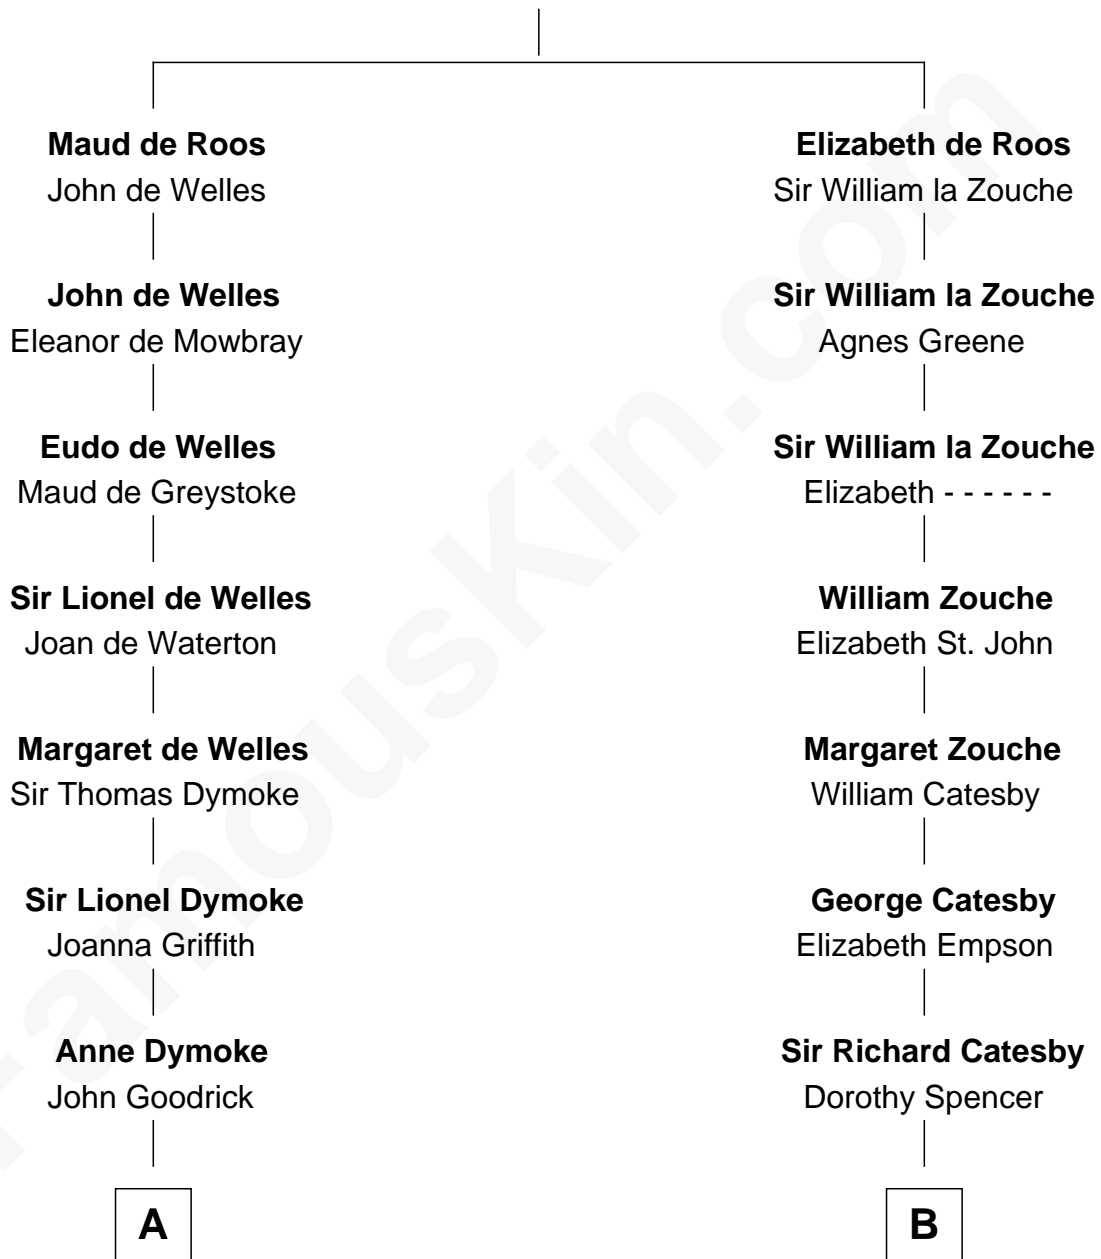 Maud de Roos
John de Welles
John de Welles
Eleanor de Mowbray
Eudo de Welles
Maud de Greystoke
Sir Lionel de Welles
Joan de Waterton
Margaret de Welles
Sir Thomas Dymoke
Sir Lionel Dymoke
Joanna Griffith
Anne Dymoke
John Goodrick
A
Elizabeth de Roos
Sir William la Zouche
Sir William la Zouche
Agnes Greene
Sir William la Zouche
Elizabeth - - - - - -
William Zouche
Elizabeth St. John
Margaret Zouche
William Catesby
George Catesby
Elizabeth Empson
Sir Richard Catesby
Dorothy Spencer
B
FamousKin.com